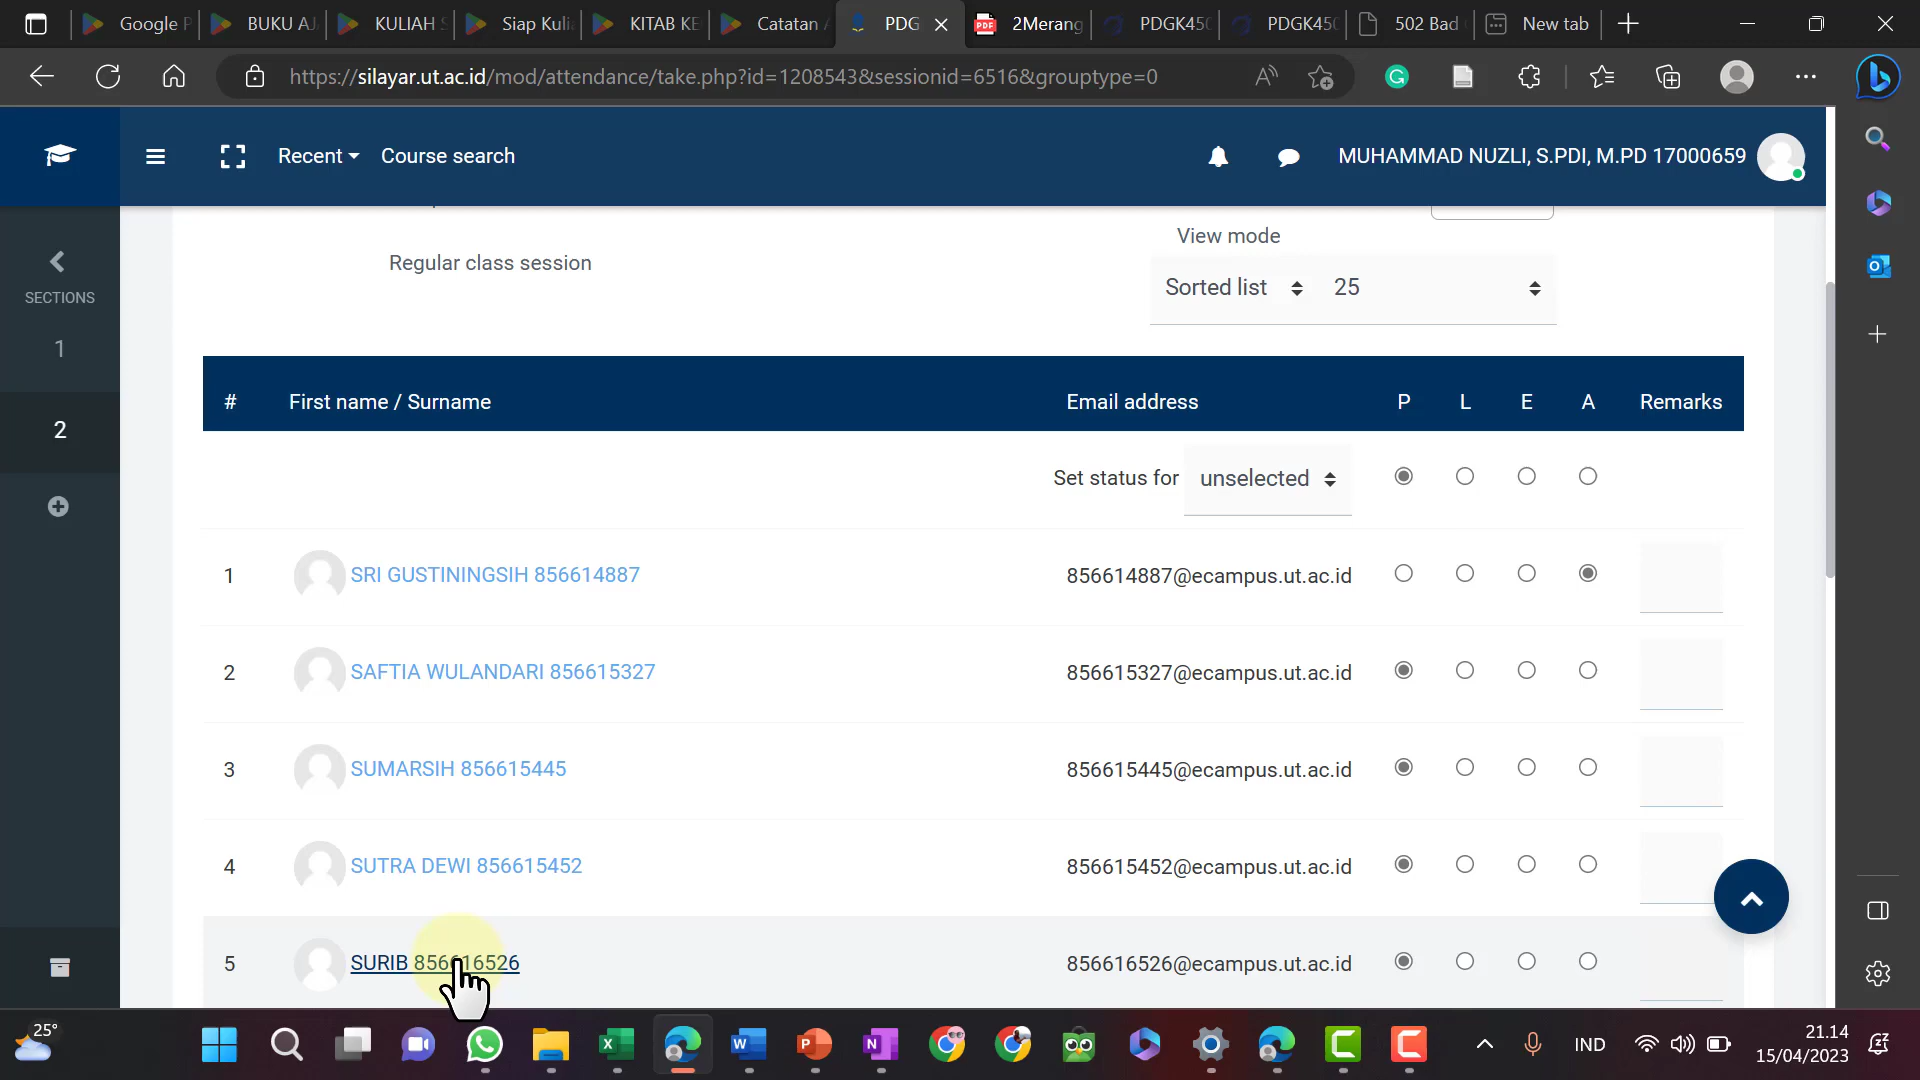 Google P
BUKU AJ
KULIAH S
Siap Kuli
KITAB KE
Catatan
PDG
2Merang
PDGK450
PDGK450
502 Bad
New tab
https://silayar.ut.ac.id/mod/attendance/take.php?id=1208543&sessionid=6516&grouptype=0
Recent
Course search
MUHAMMAD NUZLI, S.PDI, M.PD 17000659
SECTIONS
1
2
View mode
Regular class session
Sorted list
25
# First name / Surname Email address P L E A Remarks
Set status for unselected
1 SRI GUSTININGSIH 856614887 856614887@ecampus.ut.ac.id
2 SAFTIA WULANDARI 856615327 856615327@ecampus.ut.ac.id
3 SUMARSIH 856615445 856615445@ecampus.ut.ac.id
4 SUTRA DEWI 856615452 856615452@ecampus.ut.ac.id
5 SURIB 856616526 856616526@ecampus.ut.ac.id
25°
IND
21.14
15/04/2023